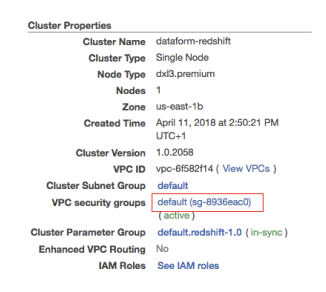 Cluster Properties
Cluster Name dataform-redshift
Cluster Type Single Node
Node Type dxl3.premium
Nodes 1
Zone us-east-1b
Created Time April 11, 2018 at 2:50:21 PM
UTC+1
Cluster Version 1.0.2058
VPC ID vpc-6f582f14 ( View VPCs )
Cluster Subnet Group default
VPC security groups default (sg-8936eac0)
( active )
Cluster Parameter Group default.redshift-1.0 ( in-sync )
Enhanced VPC Routing No
IAM Roles See IAM roles